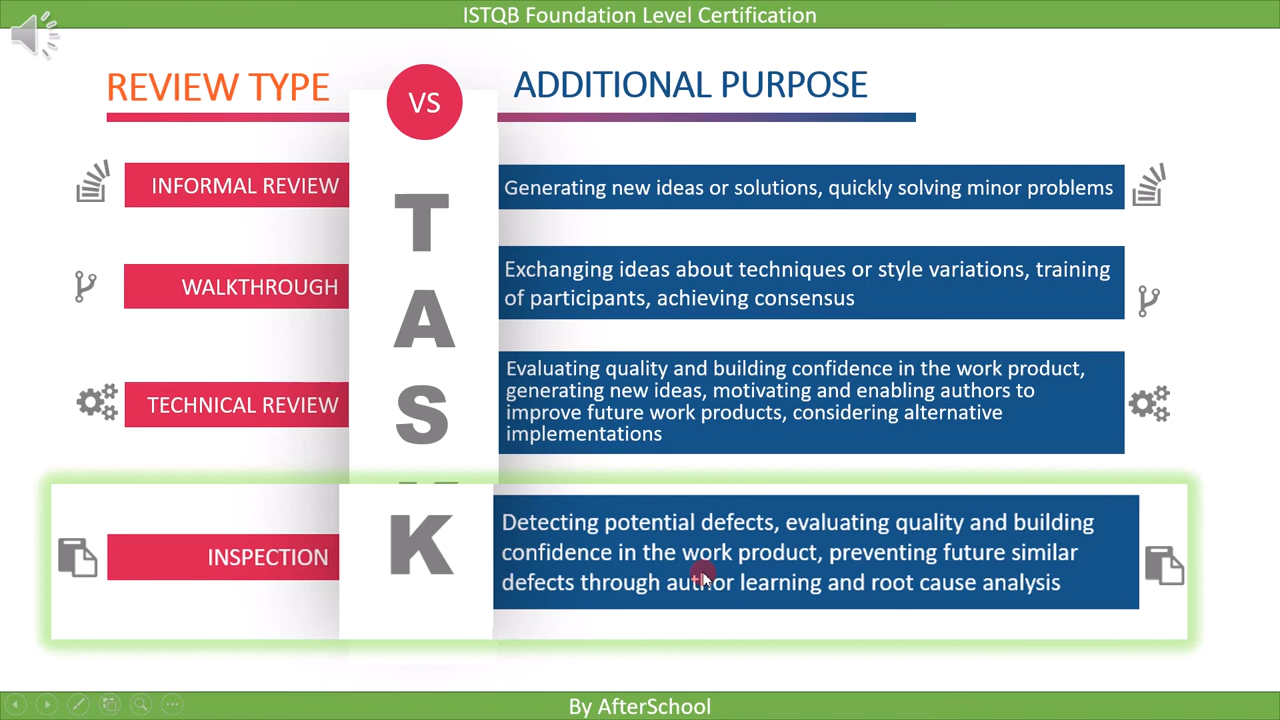 ISTQB Foundation Level Certification
REVIEW TYPE
VS
ADDITIONAL PURPOSE
INFORMAL REVIEW
Generating new ideas or solutions, quickly solving minor problems
WALKTHROUGH
Exchanging ideas about techniques or style variations, training
of participants, achieving consensus
TECHNICAL REVIEW
Evaluating quality and building confidence in the work product,
generating new ideas, motivating and enabling authors to
improve future work products, considering alternative
implementations
INSPECTION
Detecting potential defects, evaluating quality and building
confidence in the work product, preventing future similar
defects through author learning and root cause analysis
T
A
S
K
By AfterSchool